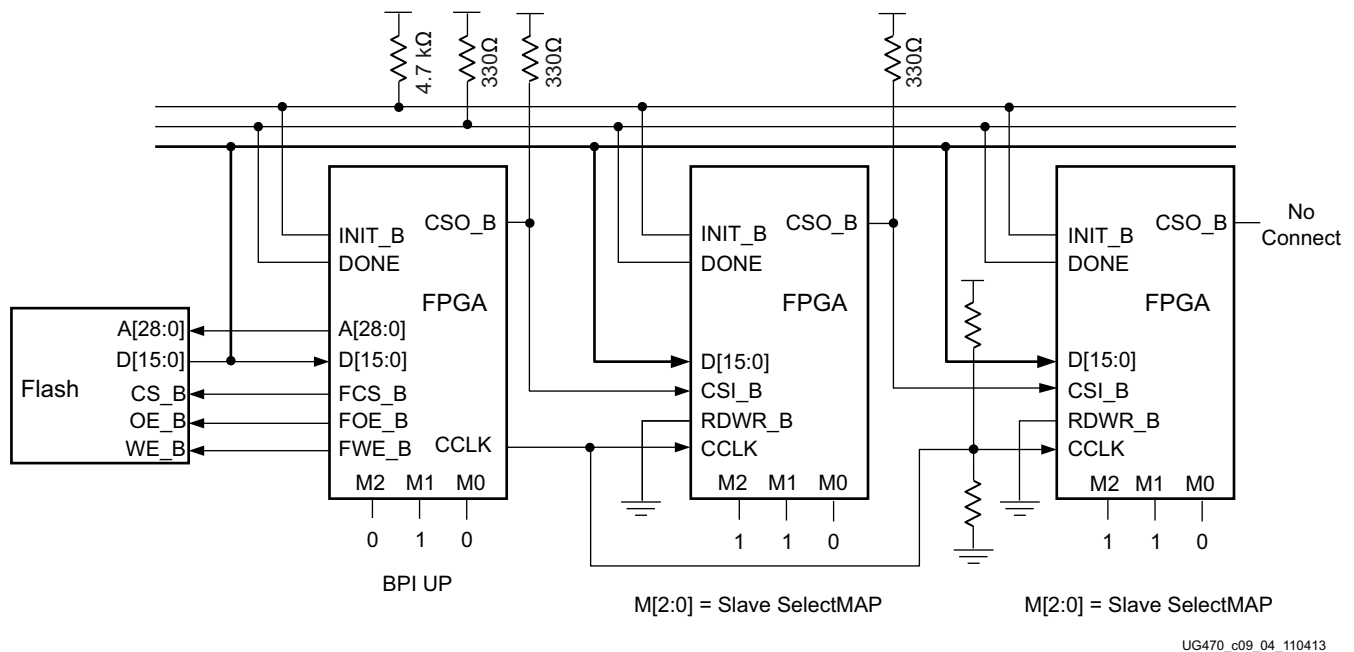 4.7 kΩ
330Ω
330Ω
330Ω
INIT_B
CSO_B
DONE
FPGA
A[28:0]
D[15:0]
FCS_B
FOE_B
FWE_B
CCLK
M2 M1 M0
0 1 0
BPI UP
Flash
A[28:0]
D[15:0]
CS_B
OE_B
WE_B
CSO_B
INIT_B
DONE
FPGA
D[15:0]
CSI_B
RDWR_B
CCLK
M2 M1 M0
1 1 0
M[2:0] = Slave SelectMAP
CSO_B
INIT_B
DONE
FPGA
D[15:0]
CSI_B
RDWR_B
CCLK
M2 M1 M0
1 1 0
M[2:0] = Slave SelectMAP
No
Connect
UG470_c09_04_110413